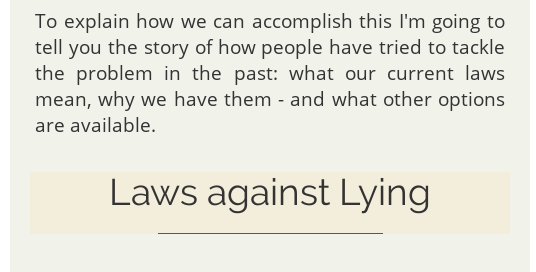 To explain how we can accomplish this I'm going to
tell you the story of how people have tried to tackle
the problem in the past: what our current laws
mean, why we have them - and what other options
are available.
Laws against Lying